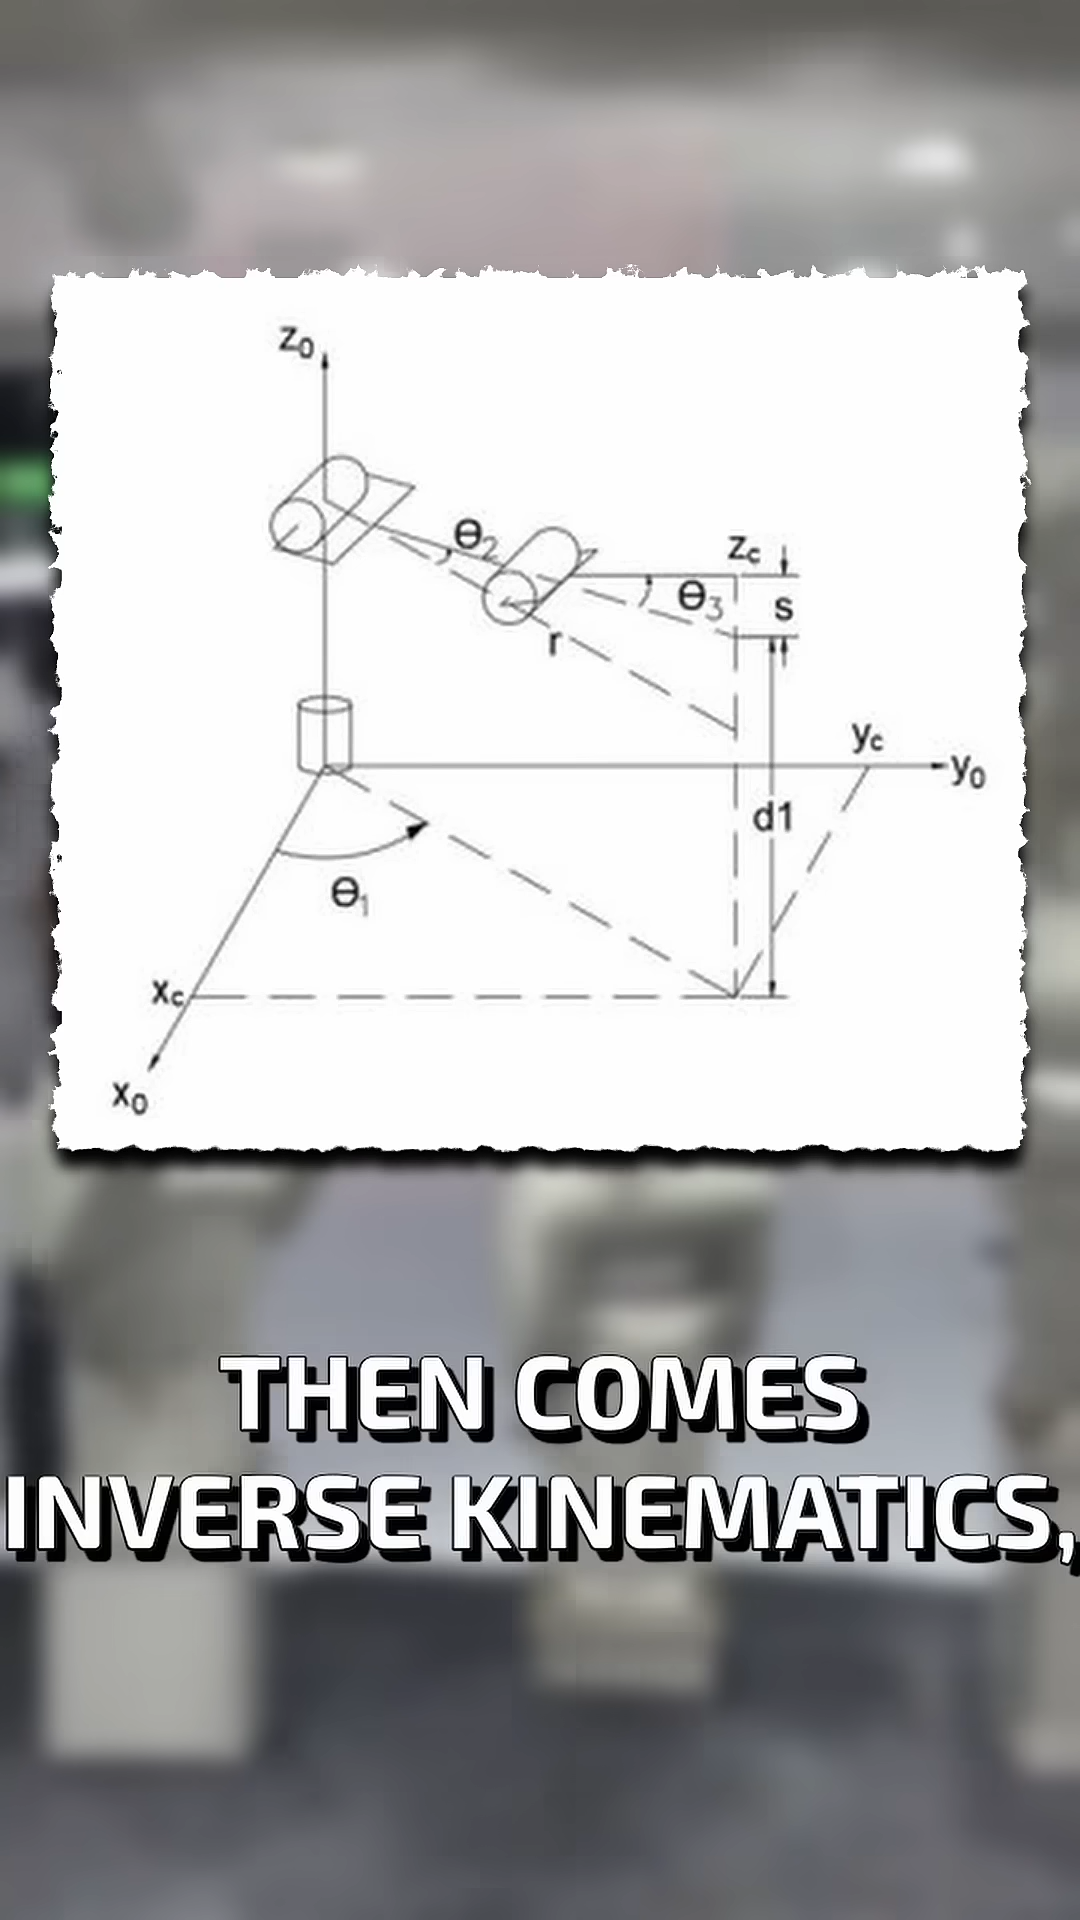 z0
θ2
zc
θ3
s
r
yc
y0
d1
θ1
xc
x0
THEN COMES
INVERSE KINEMATICS,